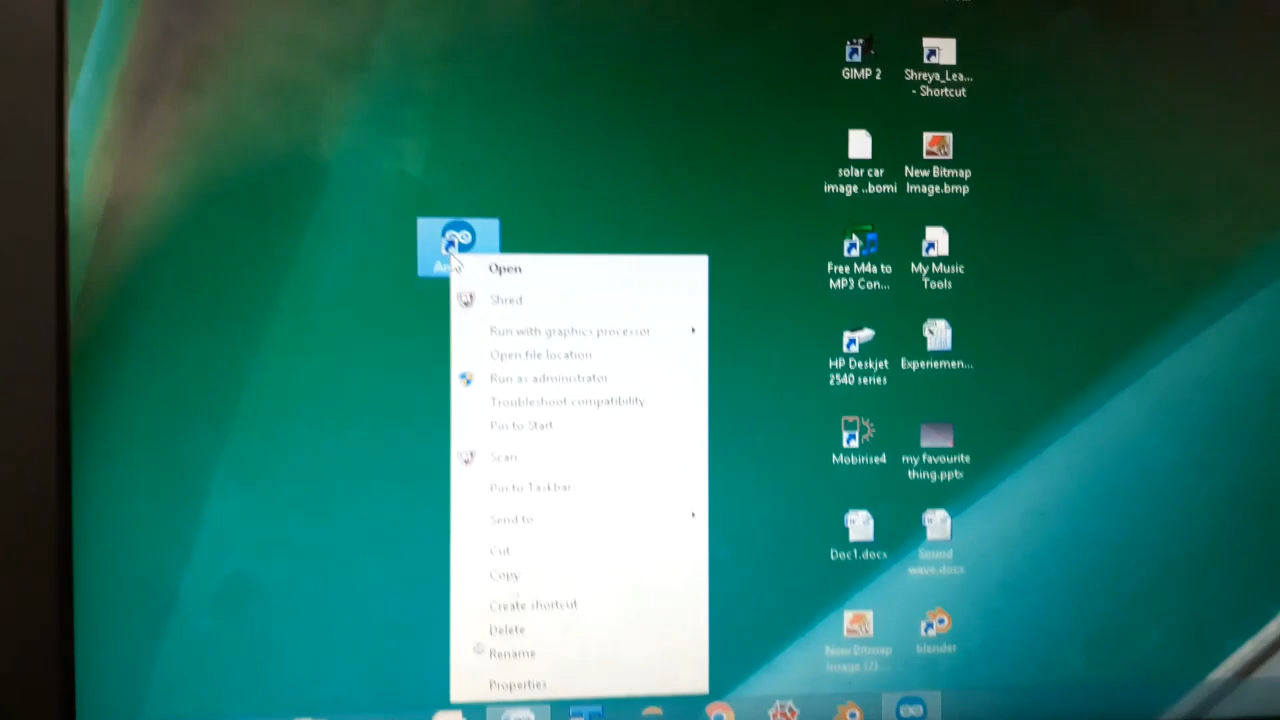 GIMP 2
Shreya_Lea...
- Shortcut
solar car
image ..bomi
New Bitmap
Image.bmp
Free M4a to
MP3 Con...
My Music
Tools
HP Deskjet
2540 series
Experiemen...
Mobirise4
my favourite
thing.pptx
Doc1.docx
Sound
wave.docx
New Bitmap
Image (2)...
blender
Open
Shred
Run with graphics processor
Open file location
Run as administrator
Troubleshoot compatibility
Pin to Start
Scan
Pin to Taskbar
Send to
Cut
Copy
Create shortcut
Delete
Rename
Properties